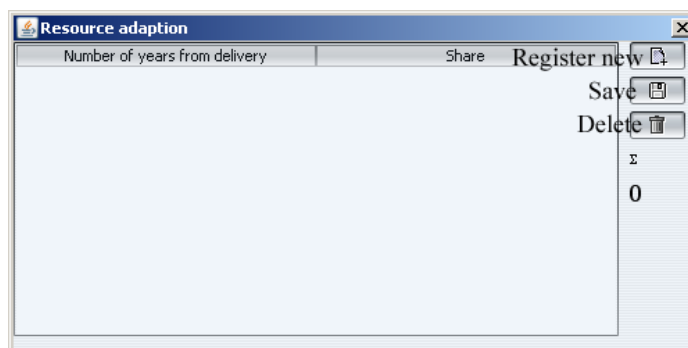 Resource adaption
Number of years from delivery Share Register new
Save
Delete
Σ
0